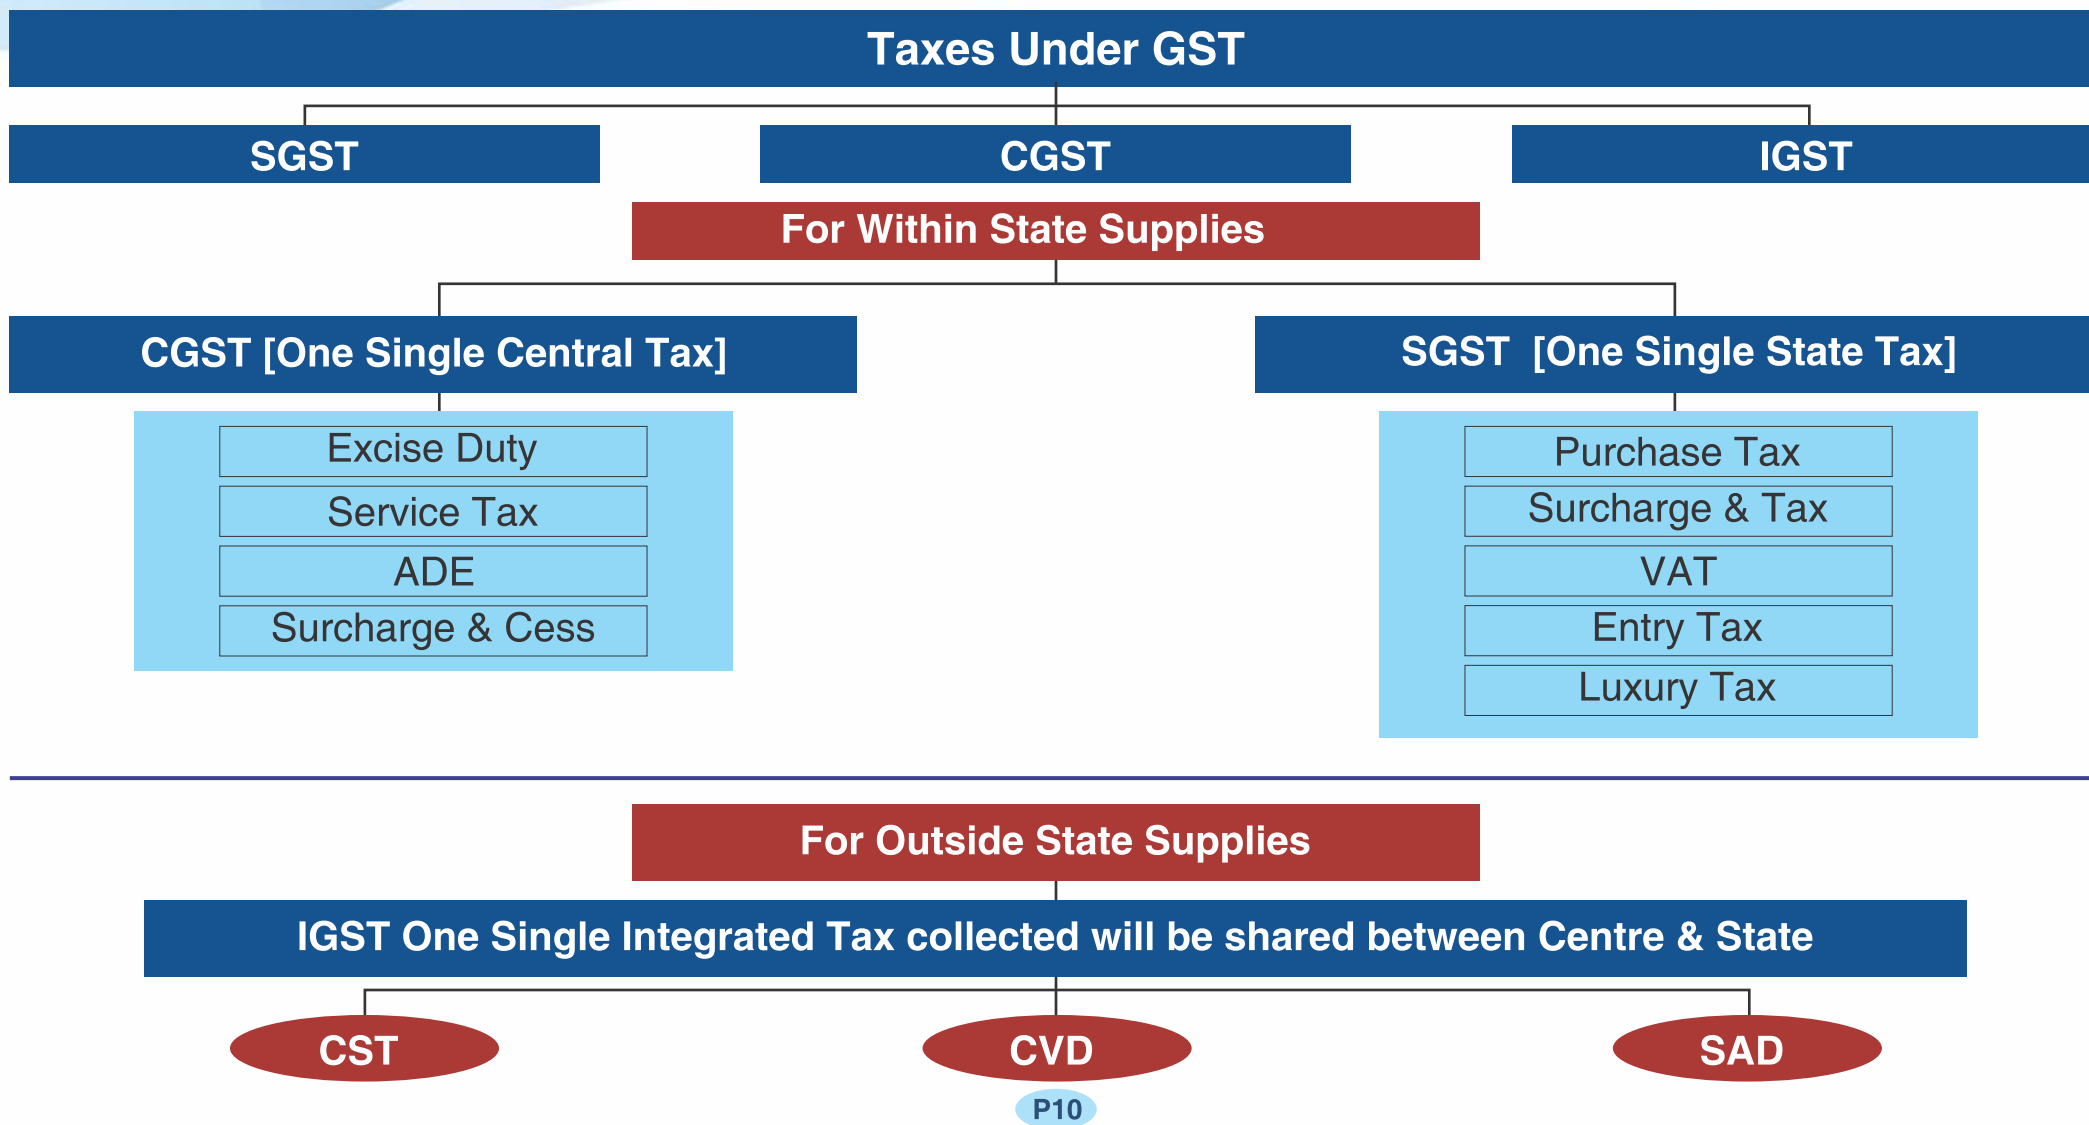 Taxes Under GST
SGST
CGST
IGST
For Within State Supplies
CGST [One Single Central Tax]
SGST [One Single State Tax]
Excise Duty
Service Tax
ADE
Surcharge & Cess
Purchase Tax
Surcharge & Tax
VAT
Entry Tax
Luxury Tax
For Outside State Supplies
IGST One Single Integrated Tax collected will be shared between Centre & State
CST
CVD
SAD
P10